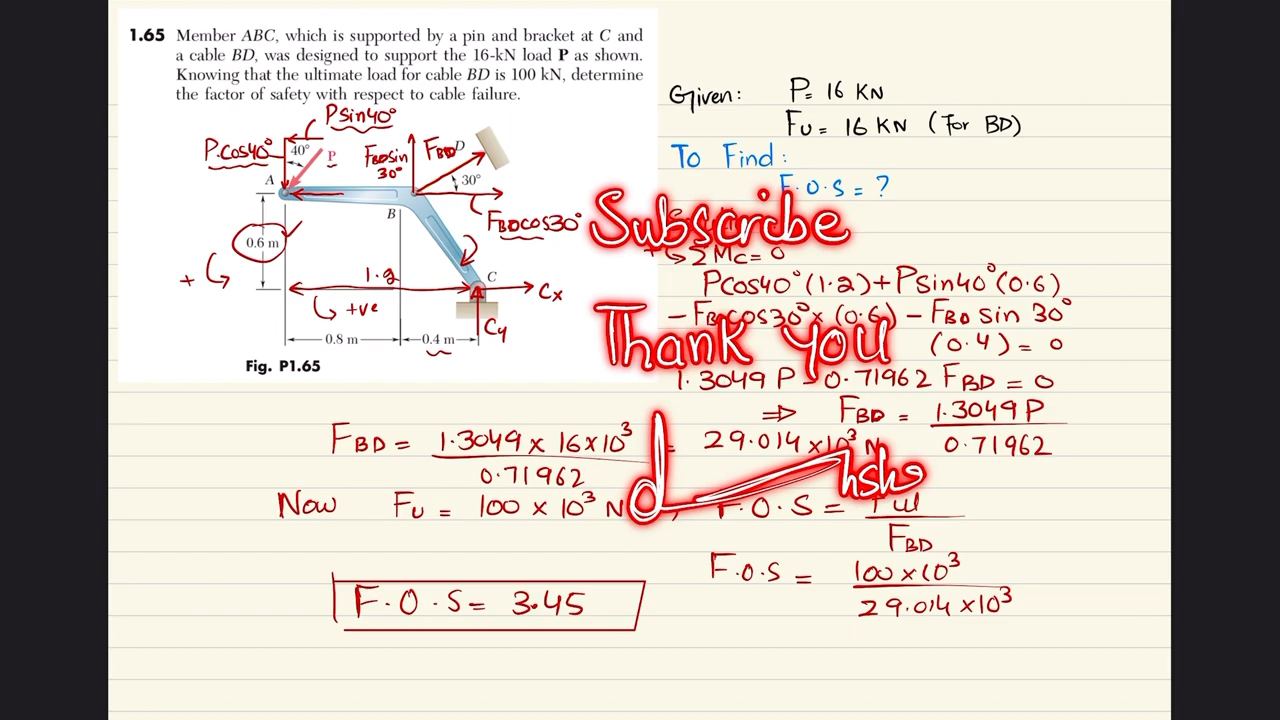 1.65 Member ABC, which is supported by a pin and bracket at C and
a cable BD, was designed to support the 16-kN load P as shown.
Knowing that the ultimate load for cable BD is 100 kN, determine
the factor of safety with respect to cable failure.
Psin40°
P.cos40°
40°
P
FBDsin
30°
FBD
D
30°
A
B
FBDcos30°
0.6 m
+
1.2
+ve
C
Cx
Cy
0.8 m
0.4 m
Fig. P1.65
Given: P= 16 KN
FU = 16 KN (For BD)
To Find:
F.O.S = ?
Subscribe
+ ΣMC = 0
Pcos40°(1.2)+PSin40°(0.6)
- FBDcos30°x (0.6) - FBD sin 30°
(0.4) = 0
Thank you
1.3049 P - 0.71962 FBD = 0
⇒ FBD = 1.3049 P
0.71962
FBD = 1.3049 x 16 x 10³ = 29.014 x 10³ N
0.71962
Now FU = 100 x 10³ N, F.O.S =
FBD
F.O.S = 100 x 10³
29.014 x 10³
F.O.S = 3.45